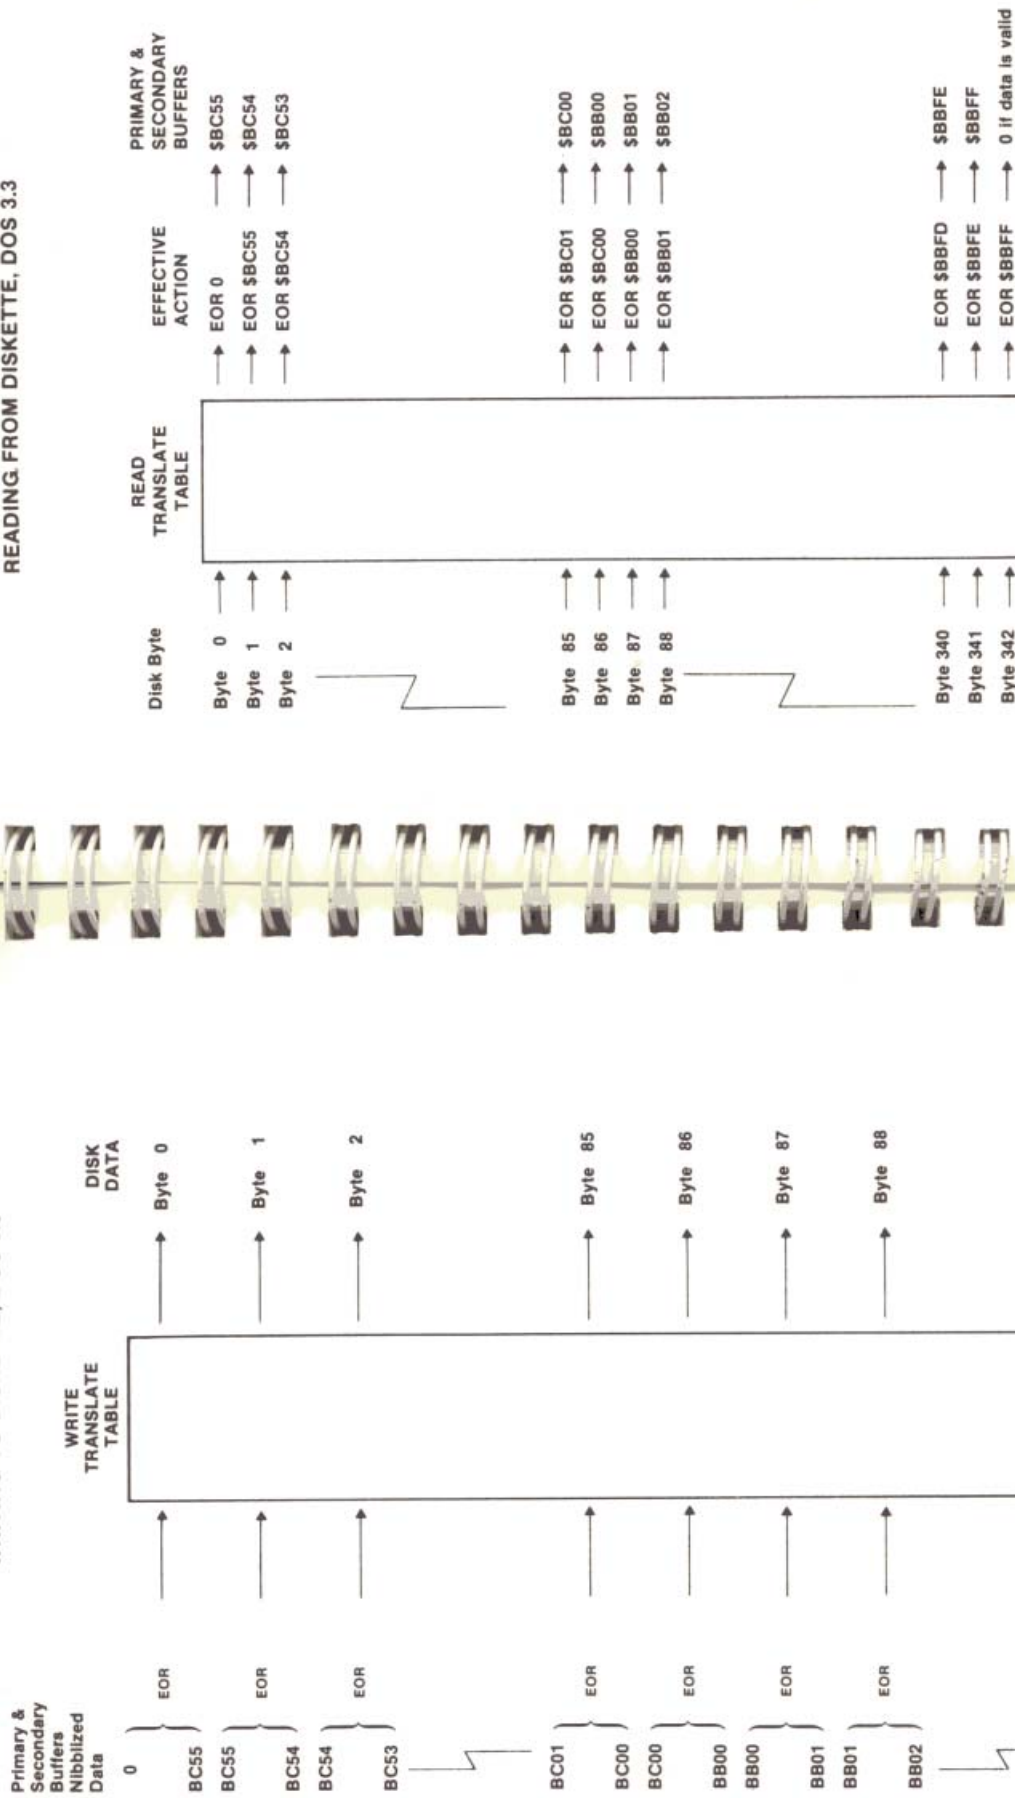 READING FROM DISKETTE, DOS 3.3
Disk Byte
READ
TRANSLATE
TABLE
EFFECTIVE
ACTION
PRIMARY &
SECONDARY
BUFFERS
Byte 0 EOR 0 $BC55
Byte 1 EOR $BC55 $BC54
Byte 2 EOR $BC54 $BC53
Byte 85 EOR $BC01 $BC00
Byte 86 EOR $BC00 $BB00
Byte 87 EOR $BB00 $BB01
Byte 88 EOR $BB01 $BB02
Byte 340 EOR $BBFD $BBFE
Byte 341 EOR $BBFE $BBFF
Byte 342 EOR $BBFF 0 if data is valid
Primary &
Secondary
Buffers
Nibblized
Data
WRITE
TRANSLATE
TABLE
DISK
DATA
0
EOR Byte 0
BC55
BC55
EOR Byte 1
BC54
BC54
EOR Byte 2
BC53
BC01
EOR Byte 85
BC00
BC00
EOR Byte 86
BB00
BB00
EOR Byte 87
BB01
BB01
EOR Byte 88
BB02